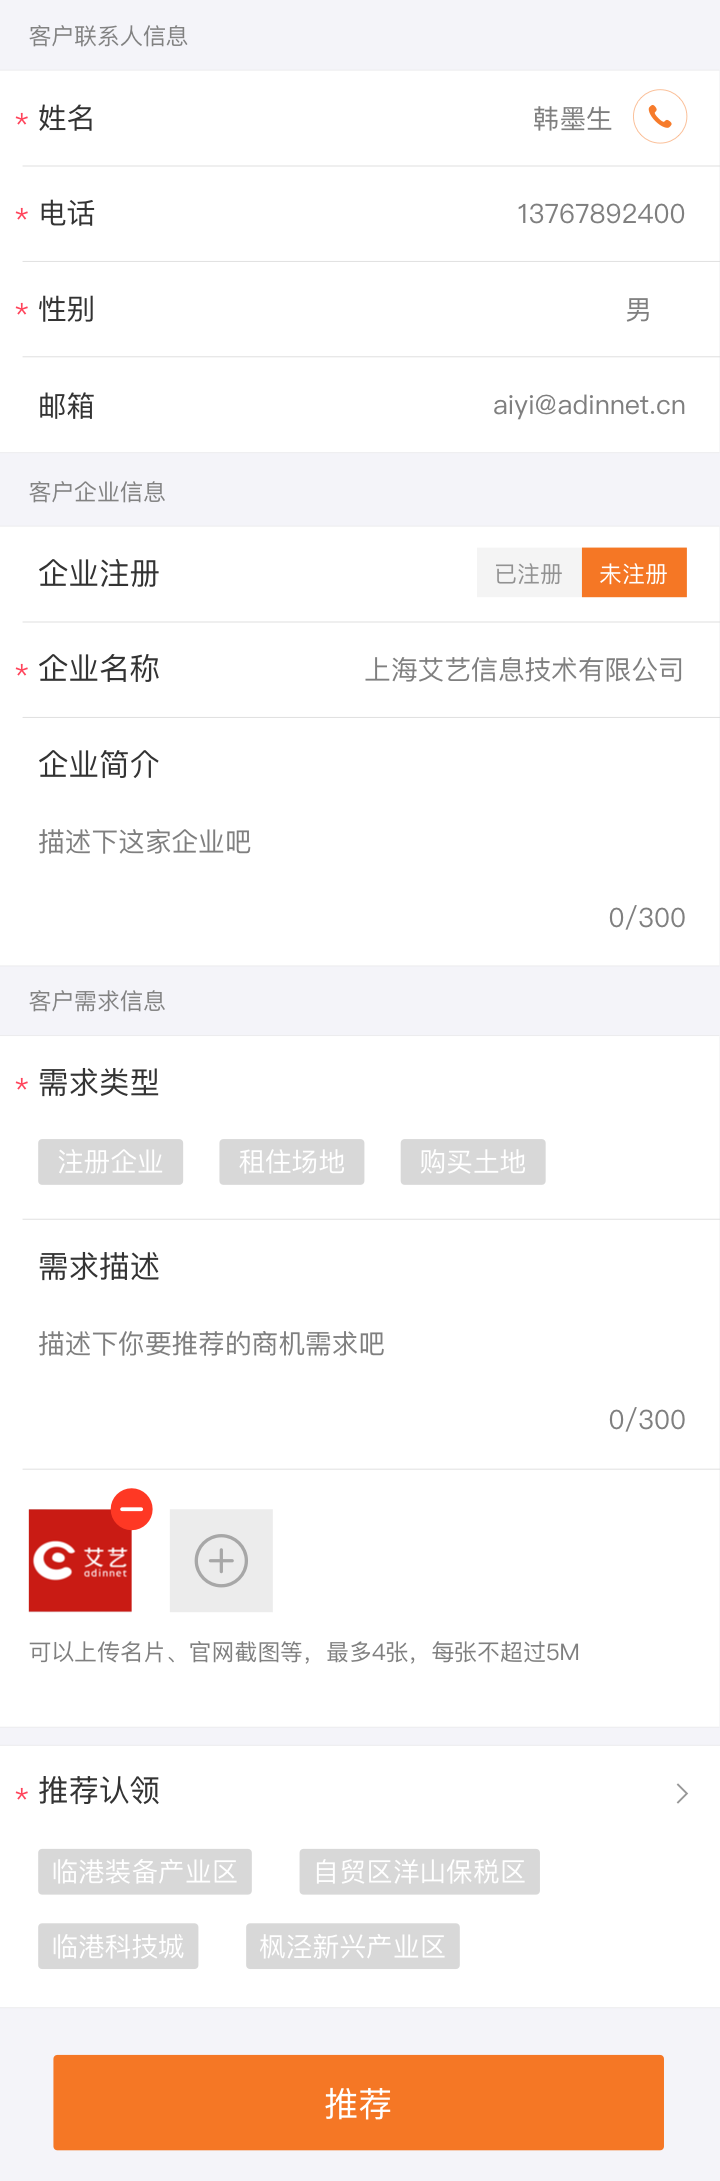 客户联系人信息
* 姓名 韩墨生
* 电话 13767892400
* 性别 男
邮箱 aiyi@adinnet.cn
客户企业信息
企业注册 已注册 未注册
* 企业名称 上海艾艺信息技术有限公司
企业简介
描述下这家企业吧
0/300
客户需求信息
* 需求类型
注册企业 租住场地 购买土地
需求描述
描述下你要推荐的商机需求吧
0/300
艾艺
adinnet
可以上传名片、官网截图等，最多4张，每张不超过5M
* 推荐认领
临港装备产业区 自贸区洋山保税区
临港科技城 枫泾新兴产业区
推荐